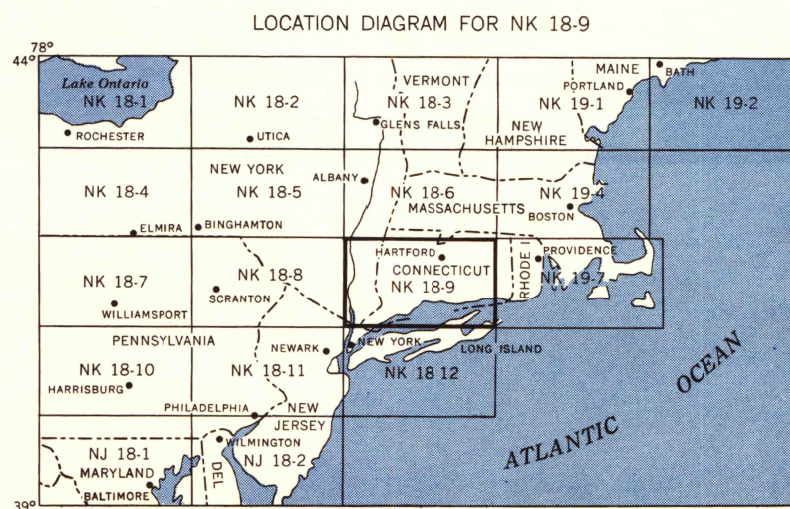 LOCATION DIAGRAM FOR NK 18-9
78°
44°
Lake Ontario
NK 18-1
ROCHESTER
NK 18-2
UTICA
VERMONT
NK 18-3
GLENS FALLS
MAINE
BATH
PORTLAND
NK 19-1
NEW
HAMPSHIRE
NK 19-2
NK 18-4
ELMIRA
NEW YORK
NK 18-5
BINGHAMTON
ALBANY
NK 18-6
MASSACHUSETTS
NK 19-4
BOSTON
NK 18-7
WILLIAMSPORT
NK 18-8
SCRANTON
HARTFORD
CONNECTICUT
NK 18-9
RHODE I
PROVIDENCE
NK 19-7
PENNSYLVANIA
NK 18-10
HARRISBURG
NEWARK
NK 18-11
NEW YORK
LONG ISLAND
NK 18 12
PHILADELPHIA
NEW
JERSEY
WILMINGTON
NJ 18-1
MARYLAND
BALTIMORE
DEL
NJ 18-2
ATLANTIC OCEAN
39°